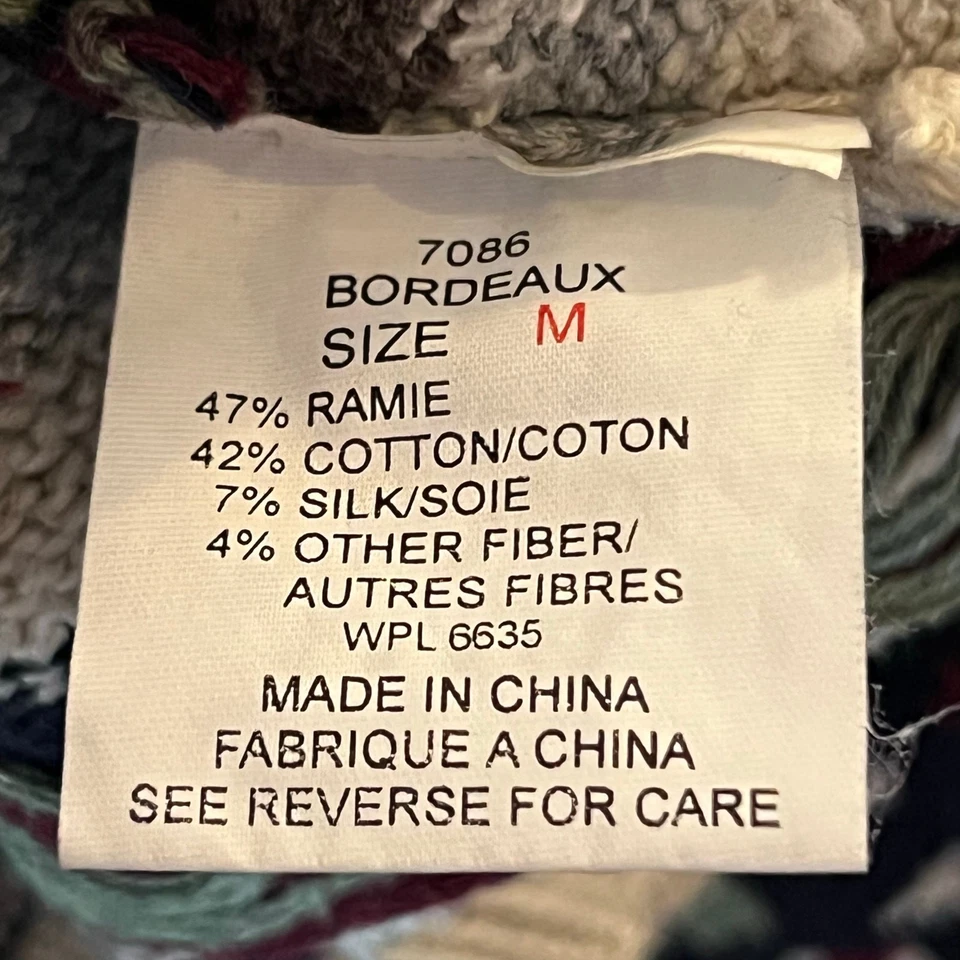 7086
BORDEAUX
SIZE M
47% RAMIE
42% COTTON/COTON
7% SILK/SOIE
4% OTHER FIBER/
AUTRES FIBRES
WPL 6635
MADE IN CHINA
FABRIQUE A CHINA
SEE REVERSE FOR CARE